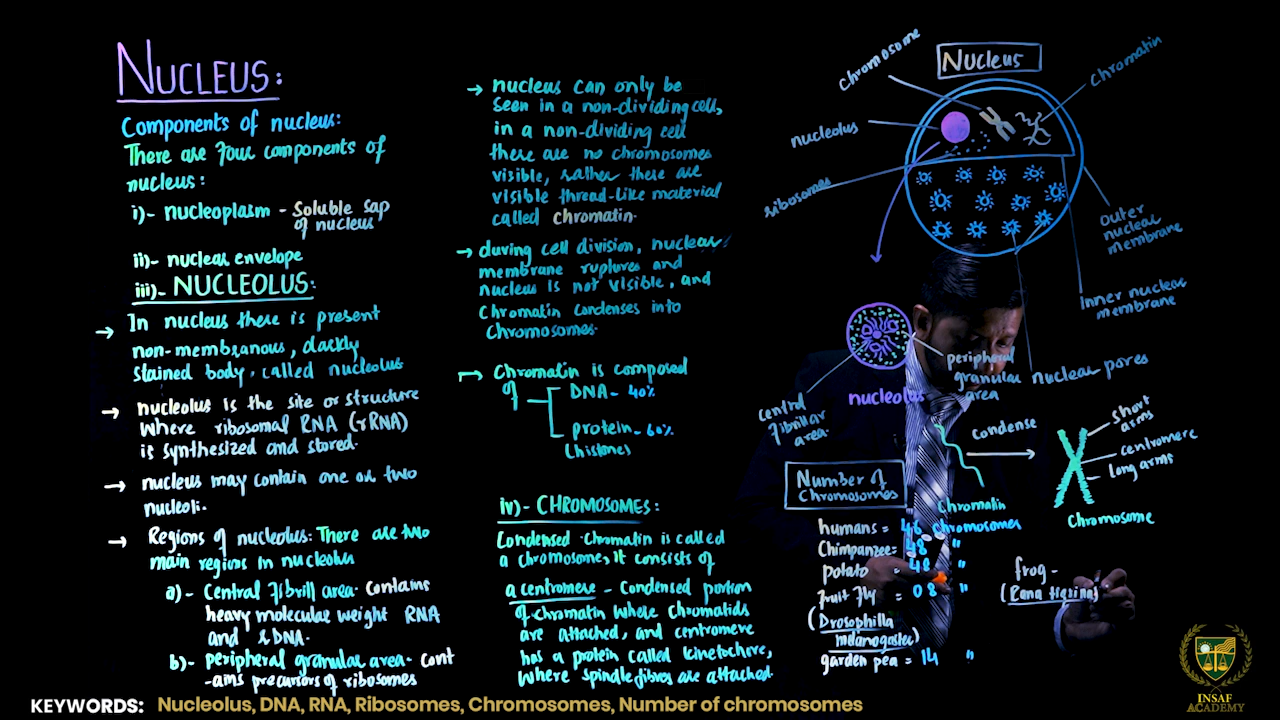 NUCLEUS:
Components of nucleus:
There are four components of
nucleus:
i)- nucleoplasm - Soluble sap
of nucleus
ii)- nuclear envelope
iii)- NUCLEOLUS:
→ In nucleus there is present
non-membranous, darkly
stained body, called nucleolus
→ nucleolus is the site or structure
where ribosomal RNA (rRNA)
is synthesized and stored.
→ nucleus may contain one or two
nucleoli.
→ Regions of nucleolus: There are two
main regions in nucleolus
a)- Central fibrill area- contains
heavy molecular weight RNA
and rDNA.
b)- peripheral granular area- cont
-ains precursors of ribosomes
→ nucleus can only be
seen in a non-dividing cell,
in a non-dividing cell
there are no chromosomes
visible, rather there are
visible thread-like material
called chromatin.
→ during cell division, nuclear
membrane ruptures and
nucleus is not visible, and
Chromatin condenses into
Chromosomes.
→ Chromatin is composed
of
DNA- 40%
protein- 60%
Chistones
iv)- CHROMOSOMES:
Condensed chromatin is called
a chromosome, it consists of
a centromere - Condensed portion
of chromatin where chromatids
are attached, and centromere
has a protein called kinetochore,
where spindle fibres are attached.
Nucleus
chromosome
chromatin
nucleolus
ribosomes
outer
nuclear
membrane
Inner nuclear
membrane
nuclear pores
peripheral
granular
area
nucleolus
central
fibrillar
area.
Condense
Chromatin
short
arms
centromere
long arms
Chromosome
Number of
Chromosomes
humans = 46 chromosomes
Chimpanzee= 48 "
potato = 48 "
fruit fly = 08 "
(Drosophilla
melanogaster)
garden pea = 14 "
frog -
(Rana tigrina)
KEYWORDS: Nucleolus, DNA, RNA, Ribosomes, Chromosomes, Number of chromosomes
INSAF
ACADEMY